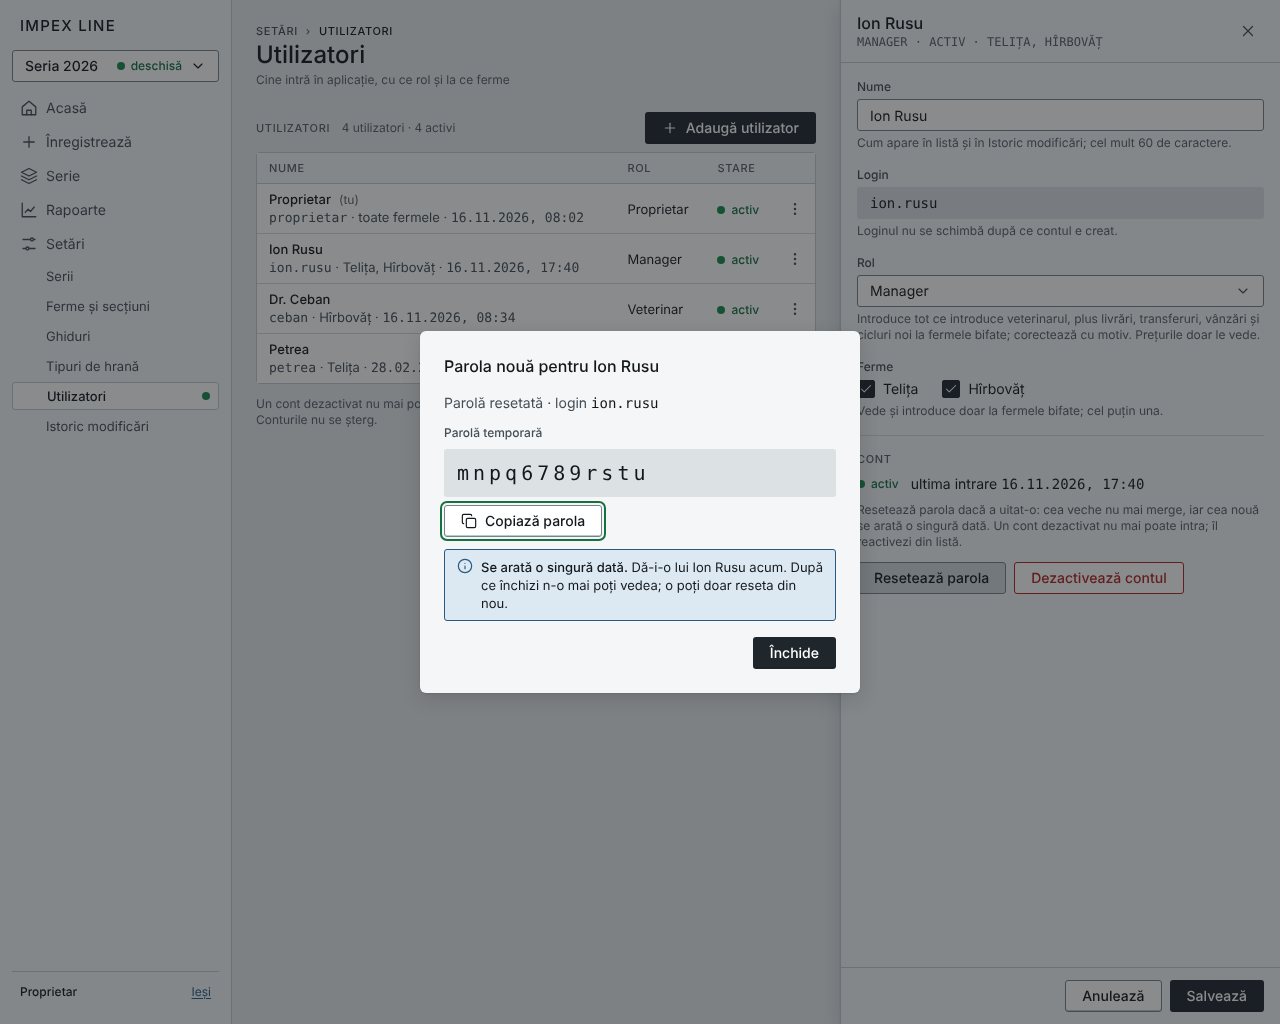 IMPEX LINE
Seria 2026 deschisă
Acasă
Înregistrează
Serie
Rapoarte
Setări
Serii
Ferme și secțiuni
Ghiduri
Tipuri de hrană
Utilizatori
Istoric modificări
Proprietar Ieși
SETĂRI › UTILIZATORI
Utilizatori
Cine intră în aplicație, cu ce rol și la ce ferme
UTILIZATORI 4 utilizatori · 4 activi
Adaugă utilizator
NUME ROL STARE
Proprietar (tu)
proprietar · toate fermele · 16.11.2026, 08:02
Proprietar activ
Ion Rusu
ion.rusu · Telița, Hîrbovăț · 16.11.2026, 17:40
Manager activ
Dr. Ceban
ceban · Hîrbovăț · 16.11.2026, 08:34
Veterinar activ
Petrea
petrea · Telița · 28.02.
Un cont dezactivat nu mai po
Conturile nu se șterg.
Parola nouă pentru Ion Rusu
Parolă resetată · login ion.rusu
Parolă temporară
mnpq6789rstu
Copiază parola
Se arată o singură dată. Dă-i-o lui Ion Rusu acum. După
ce închizi n-o mai poți vedea; o poți doar reseta din
nou.
Închide
Ion Rusu
MANAGER · ACTIV · TELIȚA, HÎRBOVĂȚ
Nume
Ion Rusu
Cum apare în listă și în Istoric modificări; cel mult 60 de caractere.
Login
ion.rusu
Loginul nu se schimbă după ce contul e creat.
Rol
Manager
Introduce tot ce introduce veterinarul, plus livrări, transferuri, vânzări și
cicluri noi la fermele bifate; corectează cu motiv. Prețurile doar le vede.
Ferme
Telița Hîrbovăț
Vede și introduce doar la fermele bifate; cel puțin una.
CONT
activ ultima intrare 16.11.2026, 17:40
Resetează parola dacă a uitat-o: cea veche nu mai merge, iar cea nouă
se arată o singură dată. Un cont dezactivat nu mai poate intra; îl
reactivezi din listă.
Resetează parola Dezactivează contul
Anulează Salvează